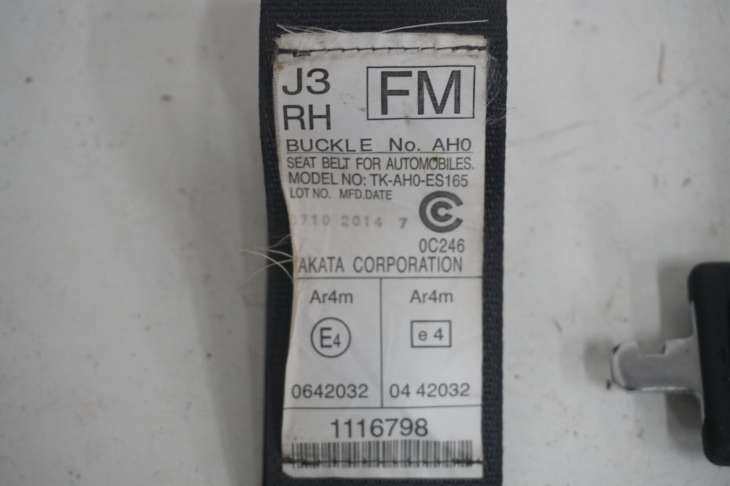 J3
FM
RH
BUCKLE No. AH0
SEAT BELT FOR AUTOMOBILES.
MODEL NO: TK-AH0-ES165
LOT NO. MFD.DATE
2014 7
0C246
AKATA CORPORATION
Ar4m Ar4m
E4 e4
0642032 04 42032
1116798